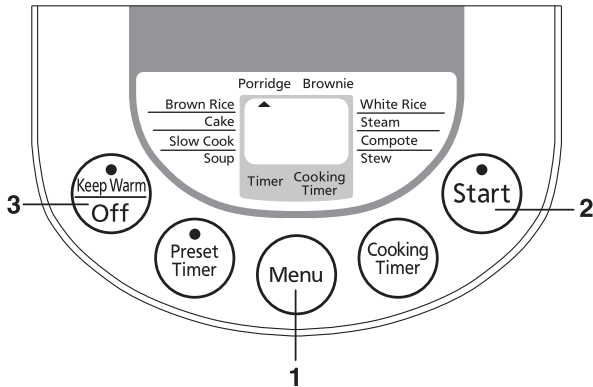 Porridge Brownie
Brown Rice
White Rice
Cake
Steam
Slow Cook
Compote
Soup
Stew
Timer
Cooking
Timer
Keep Warm
Off
Start
3
2
Preset
Timer
Menu
Cooking
Timer
1